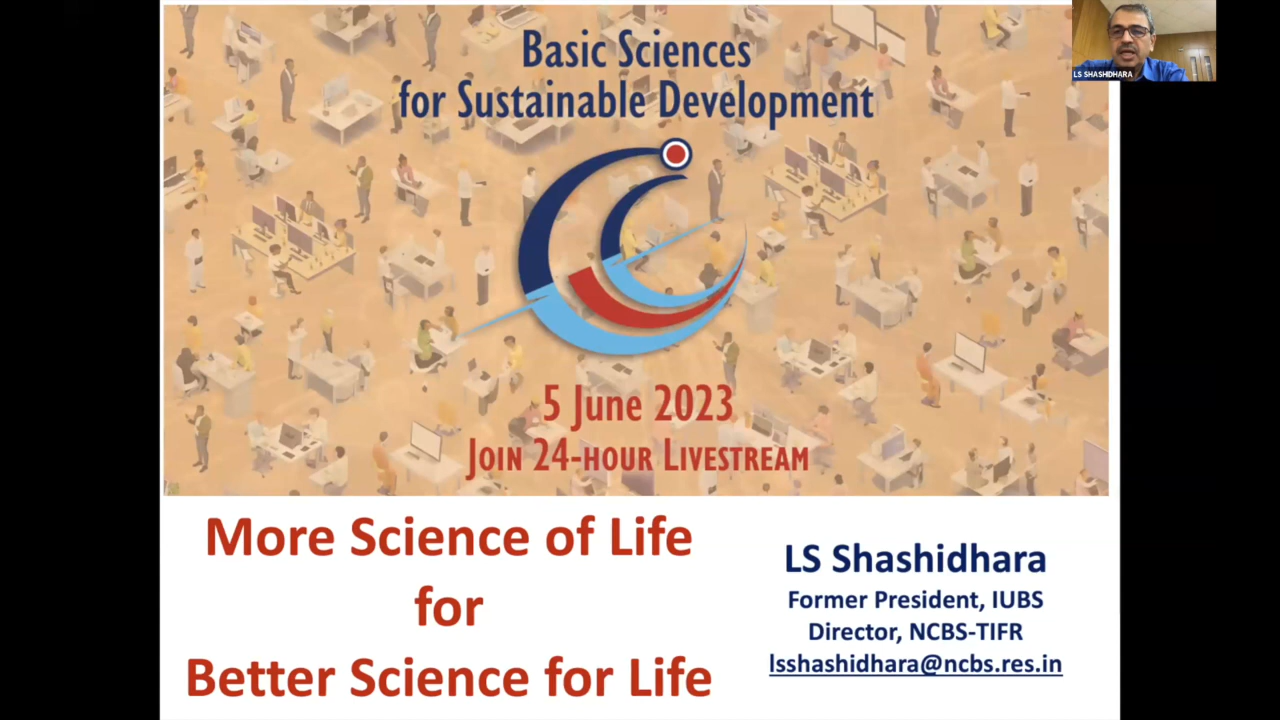 Basic Sciences
for Sustainable Development
5 June 2023
Join 24-hour Livestream
More Science of Life
for
Better Science for Life
LS Shashidhara
Former President, IUBS
Director, NCBS-TIFR
lsshashidhara@ncbs.res.in
LS SHASHIDHARA